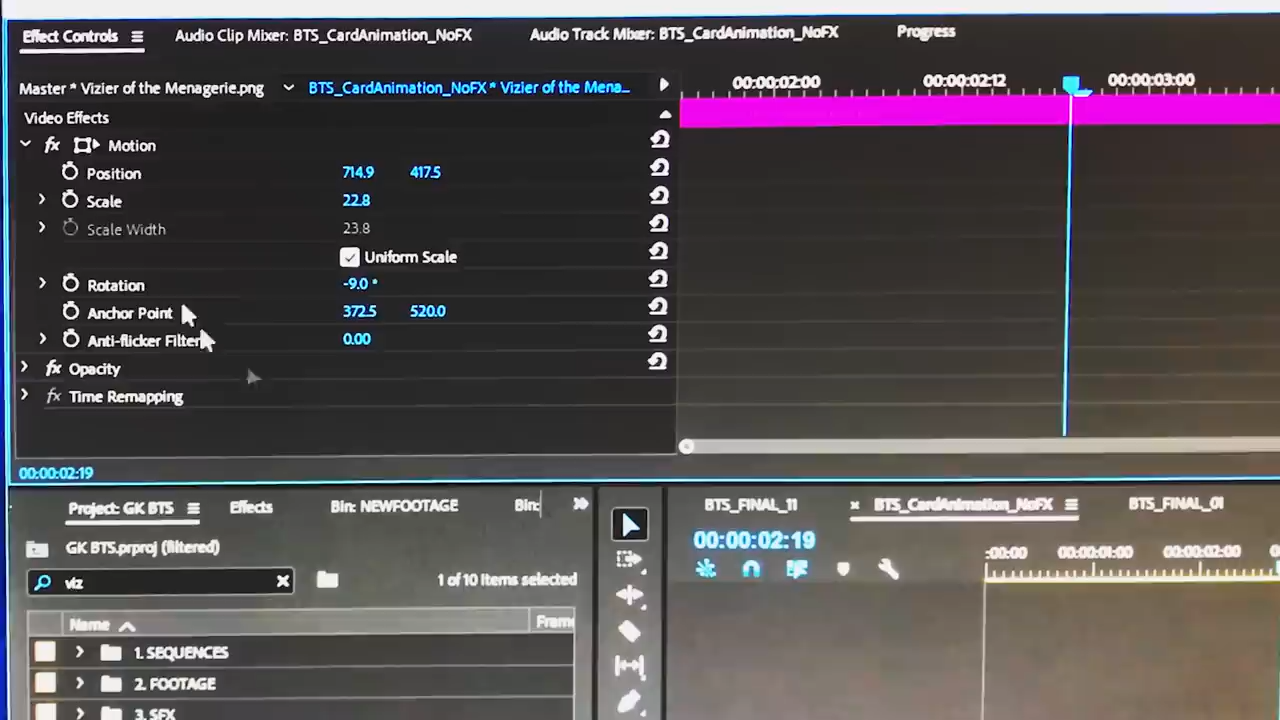 Effect Controls Audio Clip Mixer: BTS_CardAnimation_NoFX Audio Track Mixer: BTS_CardAnimation_NoFX Progress
Master * Vizier of the Menagerie.png BTS_CardAnimation_NoFX * Vizier of the Mena...
00:00:02:00 00:00:02:12 00:00:03:00
Video Effects
fx Motion
Position 714.9 417.5
Scale 22.8
Scale Width 23.8
Uniform Scale
Rotation -9.0 °
Anchor Point 372.5 520.0
Anti-flicker Filter 0.00
fx Opacity
fx Time Remapping
00:00:02:19
Project: GK BTS Effects Bin: NEWFOOTAGE Bin:
BTS_FINAL_11 × BTS_CardAnimation_NoFX BTS_FINAL_01
GK BTS.prproj (filtered)
00:00:02:19
:00:00 00:00:01:00 00:00:02:00
viz
1 of 10 Items selected
Name Frame
1. SEQUENCES
2. FOOTAGE
3. SFX